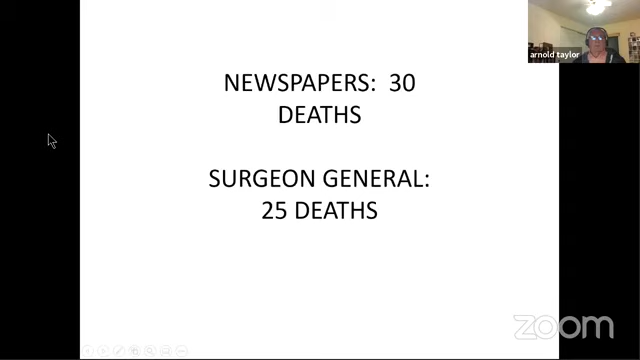 arnold taylor
NEWSPAPERS: 30
DEATHS
SURGEON GENERAL:
25 DEATHS
zoom